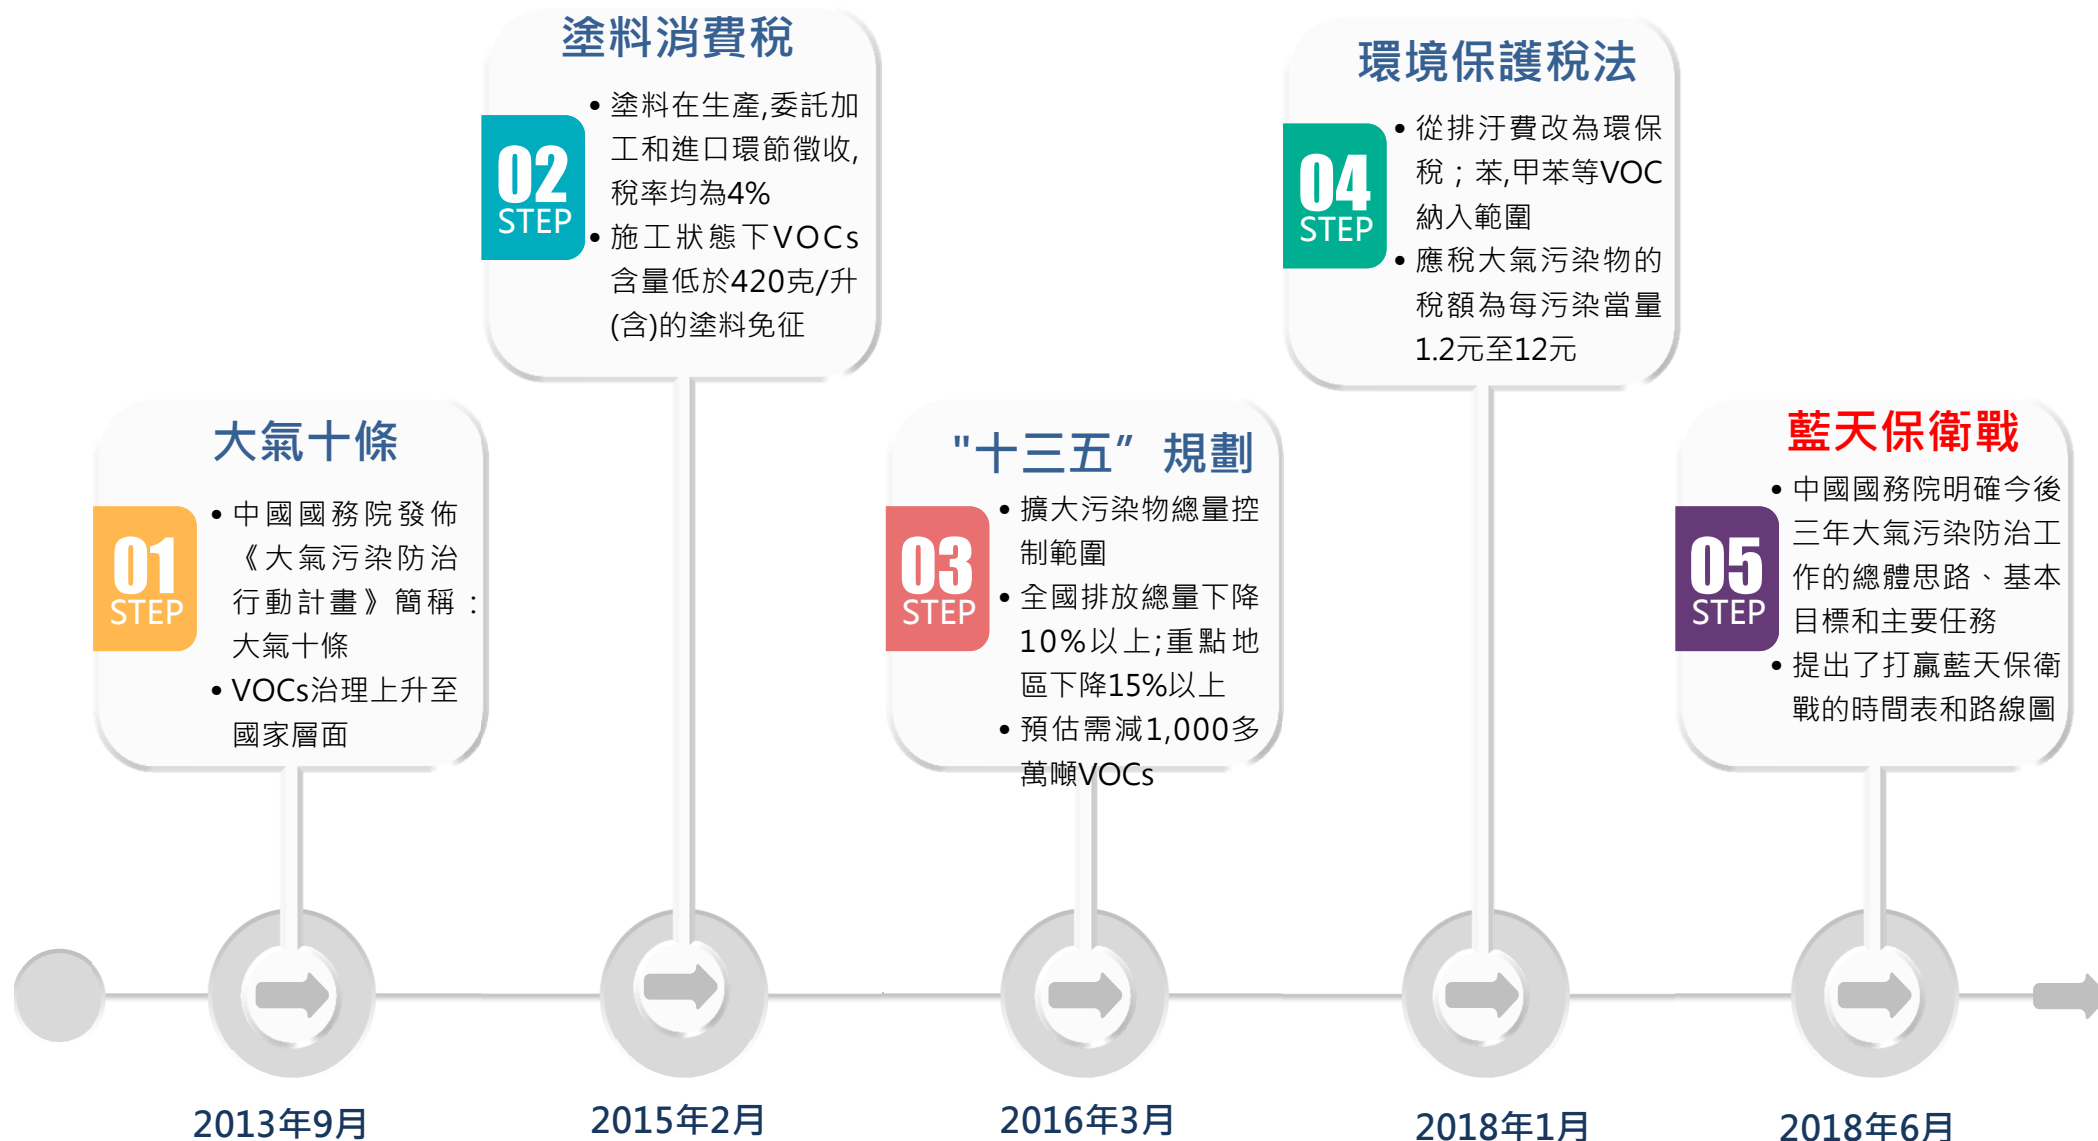 大氣十條
01
STEP
• 中國國務院發佈
《大氣污染防治
行動計畫》簡稱：
大氣十條
• VOCs治理上升至
國家層面
2013年9月
塗料消費稅
02
STEP
• 塗料在生產,委託加
工和進口環節徵收,
稅率均為4%
• 施工狀態下VOCs
含量低於420克/升
(含)的塗料免征
2015年2月
"十三五” 規劃
03
STEP
• 擴大污染物總量控
制範圍
• 全國排放總量下降
10%以上;重點地
區下降15%以上
• 預估需減1,000多
萬噸VOCs
2016年3月
環境保護稅法
04
STEP
• 從排汙費改為環保
稅；苯,甲苯等VOC
納入範圍
• 應稅大氣污染物的
稅額為每污染當量
1.2元至12元
2018年1月
藍天保衛戰
05
STEP
• 中國國務院明確今後
三年大氣污染防治工
作的總體思路、基本
目標和主要任務
• 提出了打贏藍天保衛
戰的時間表和路線圖
2018年6月